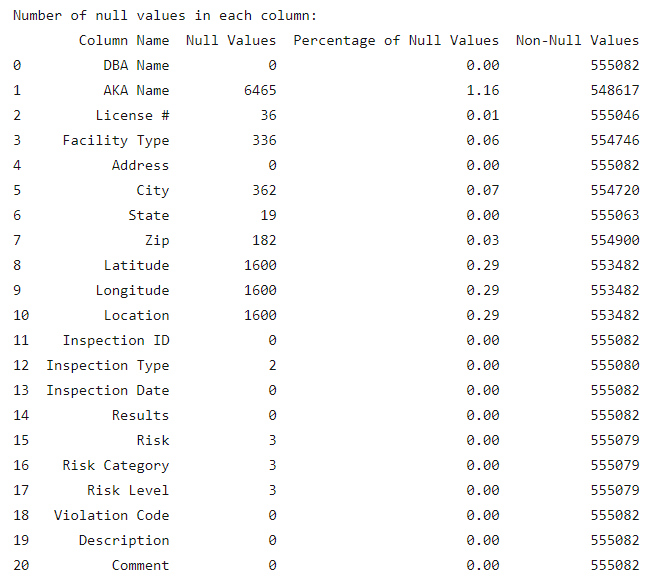 Number of null values in each column:
Column Name Null Values Percentage of Null Values Non-Null Values
0 DBA Name 0 0.00 555082
1 AKA Name 6465 1.16 548617
2 License # 36 0.01 555046
3 Facility Type 336 0.06 554746
4 Address 0 0.00 555082
5 City 362 0.07 554720
6 State 19 0.00 555063
7 Zip 182 0.03 554900
8 Latitude 1600 0.29 553482
9 Longitude 1600 0.29 553482
10 Location 1600 0.29 553482
11 Inspection ID 0 0.00 555082
12 Inspection Type 2 0.00 555080
13 Inspection Date 0 0.00 555082
14 Results 0 0.00 555082
15 Risk 3 0.00 555079
16 Risk Category 3 0.00 555079
17 Risk Level 3 0.00 555079
18 Violation Code 0 0.00 555082
19 Description 0 0.00 555082
20 Comment 0 0.00 555082